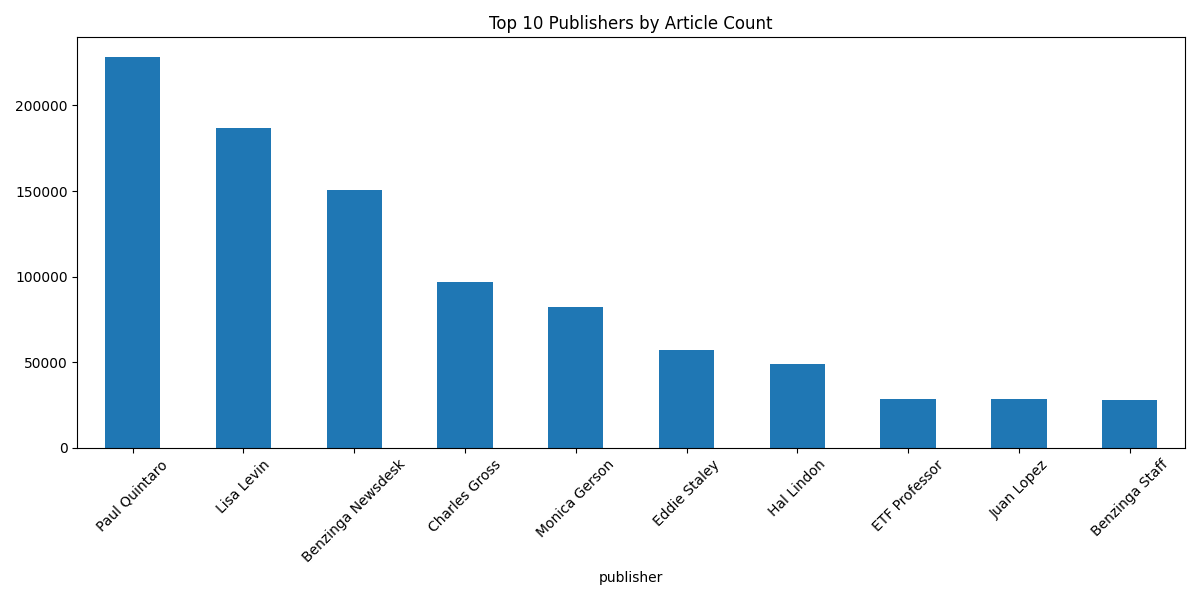 Top 10 Publishers by Article Count
200000
150000
100000
50000
0
Paul Quintaro
Lisa Levin
Benzinga Newsdesk
Charles Gross
Monica Gerson
Eddie Staley
Hal Lindon
ETF Professor
Juan Lopez
Benzinga Staff
publisher